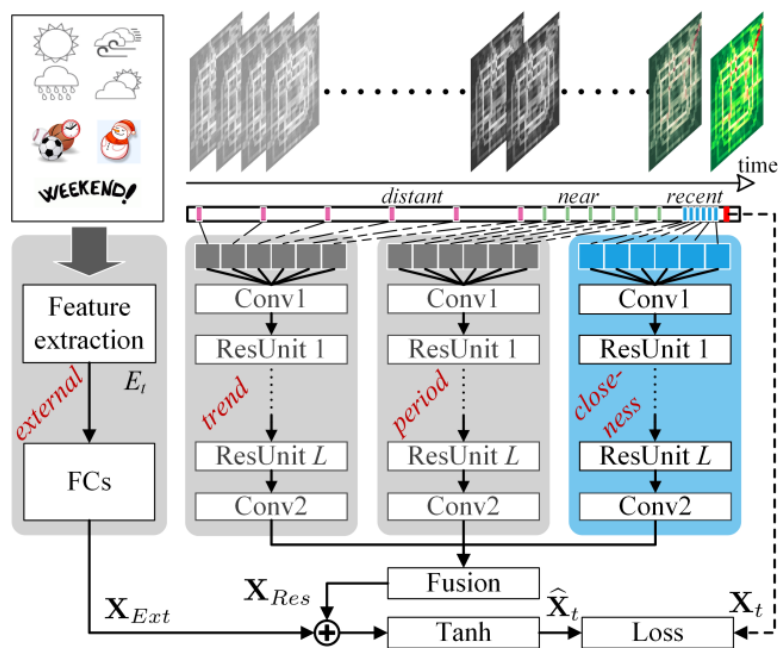 WEEKEND!
time
distant
near
recent
Feature
extraction
E_t
external
FCs
Conv1
ResUnit 1
trend
ResUnit L
Conv2
Conv1
ResUnit 1
period
ResUnit L
Conv2
Conv1
ResUnit 1
close-
ness
ResUnit L
Conv2
Fusion
X_Res
X_Ext
Tanh
X̂_t
Loss
X_t